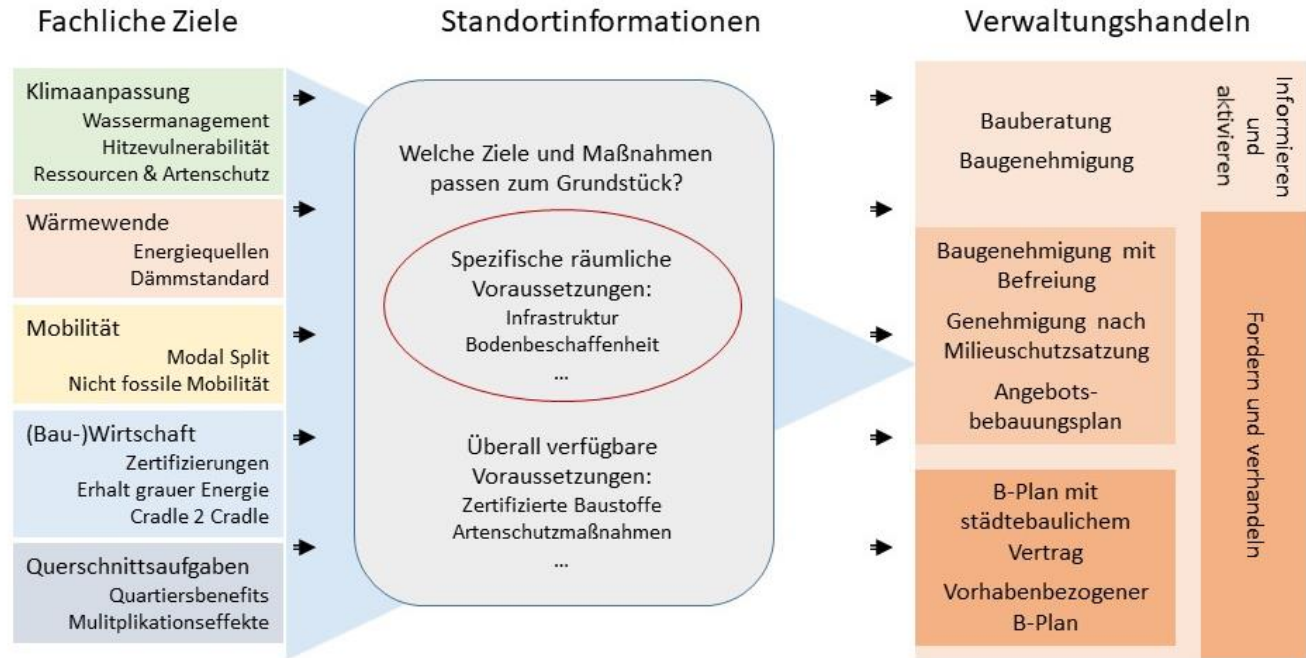 Fachliche Ziele
Klimaanpassung
Wassermanagement
Hitzevulnerabilität
Ressourcen & Artenschutz
Wärmewende
Energiequellen
Dämmstandard
Mobilität
Modal Split
Nicht fossile Mobilität
(Bau-)Wirtschaft
Zertifizierungen
Erhalt grauer Energie
Cradle 2 Cradle
Querschnittsaufgaben
Quartiersbenefits
Mulitplikationseffekte
Standortinformationen
Welche Ziele und Maßnahmen
passen zum Grundstück?
Spezifische räumliche
Voraussetzungen:
Infrastruktur
Bodenbeschaffenheit
...
Überall verfügbare
Voraussetzungen:
Zertifizierte Baustoffe
Artenschutzmaßnahmen
...
Verwaltungshandeln
Bauberatung
Baugenehmigung
Baugenehmigung mit
Befreiung
Genehmigung nach
Milieuschutzsatzung
Angebots-
bebauungsplan
B-Plan mit
städtebaulichem
Vertrag
Vorhabenbezogener
B-Plan
Informieren
und
aktivieren
Fordern und verhandeln